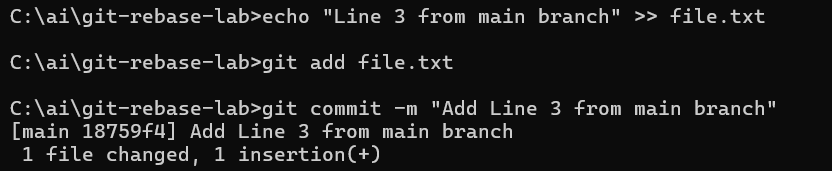 C:\ai\git-rebase-lab>echo "Line 3 from main branch" >> file.txt
C:\ai\git-rebase-lab>git add file.txt
C:\ai\git-rebase-lab>git commit -m "Add Line 3 from main branch"
[main 18759f4] Add Line 3 from main branch
 1 file changed, 1 insertion(+)